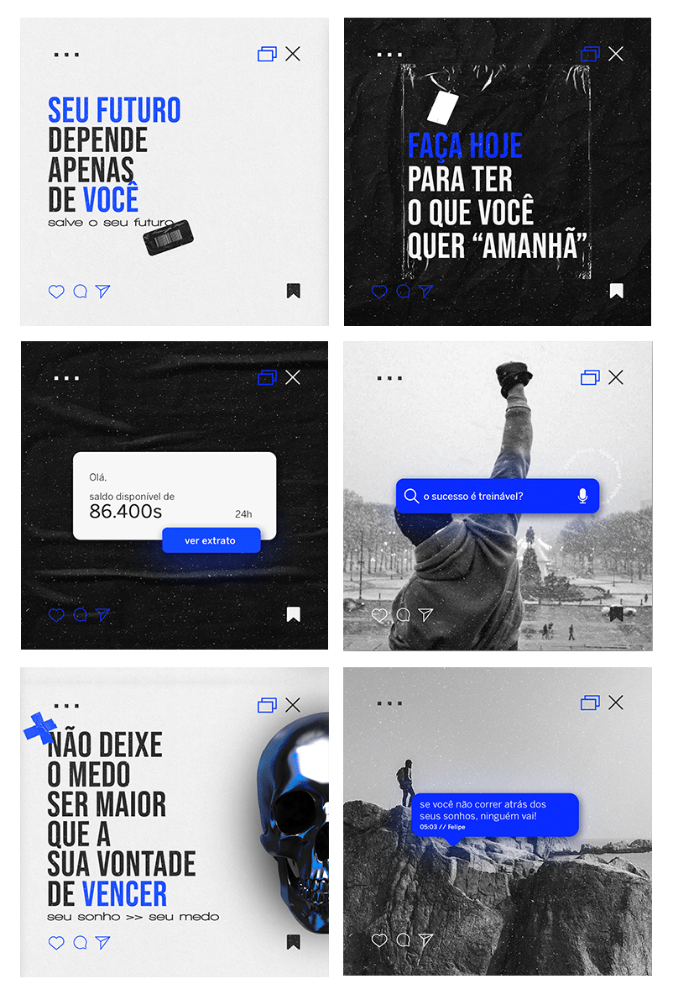 SEU FUTURO
DEPENDE
APENAS
DE VOCÊ
salve o seu futuro
FAÇA HOJE
PARA TER
O QUE VOCÊ
QUER “AMANHÃ”
Olá,
saldo disponível de
86.400s
24h
ver extrato
o sucesso é treinável?
NÃO DEIXE
O MEDO
SER MAIOR
QUE A
SUA VONTADE
DE VENCER
seu sonho >> seu medo
se você não correr atrás dos
seus sonhos, ninguém vai!
05:03 // Felipe